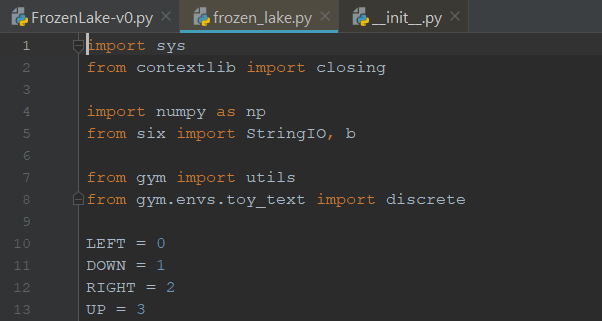 FrozenLake-v0.py × frozen_lake.py × __init__.py ×
1 import sys
2 from contextlib import closing
3
4 import numpy as np
5 from six import StringIO, b
6
7 from gym import utils
8 from gym.envs.toy_text import discrete
9
10 LEFT = 0
11 DOWN = 1
12 RIGHT = 2
13 UP = 3